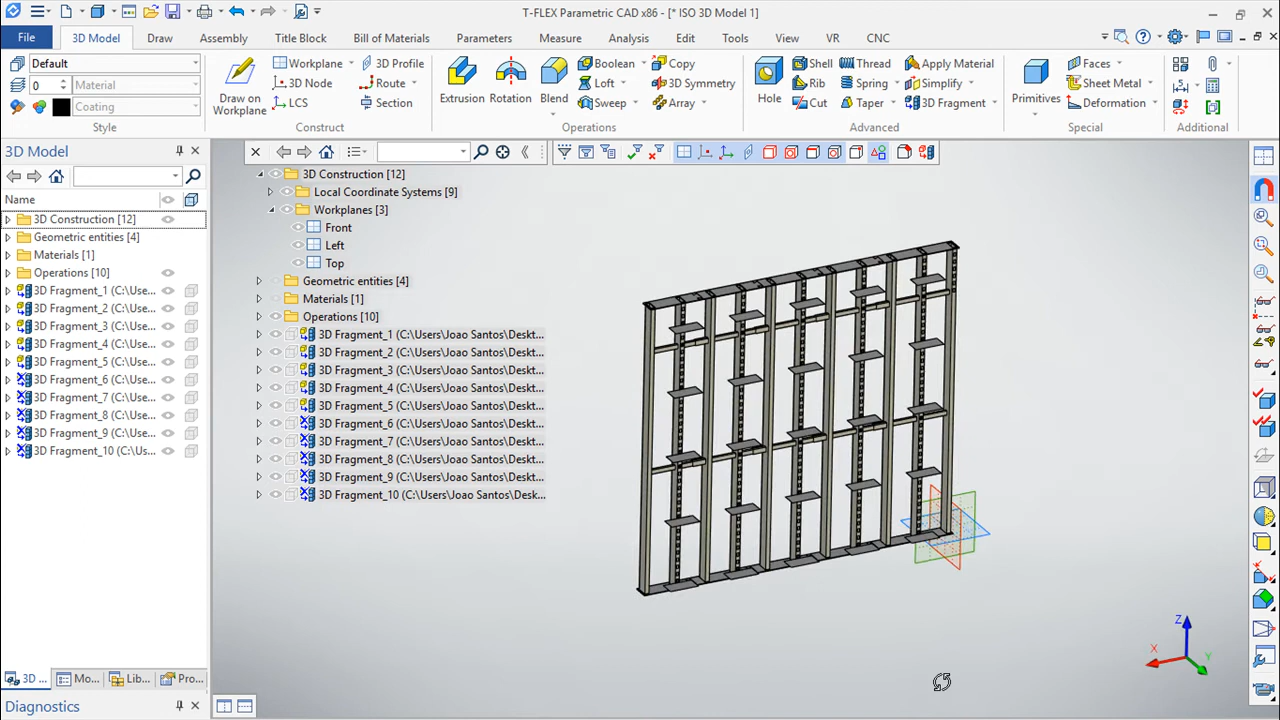 T-FLEX Parametric CAD x86 - [* ISO 3D Model 1]
File
3D Model
Draw
Assembly
Title Block
Bill of Materials
Parameters
Measure
Analysis
Edit
Tools
View
VR
CNC
Default
0
Material
Coating
Style
Draw on
Workplane
Workplane
3D Node
LCS
3D Profile
Route
Section
Construct
Extrusion
Rotation
Blend
Boolean
Loft
Sweep
Copy
3D Symmetry
Array
Operations
Hole
Shell
Rib
Cut
Thread
Spring
Taper
Apply Material
Simplify
3D Fragment
Advanced
Primitives
Faces
Sheet Metal
Deformation
Special
Additional
3D Model
Name
3D Construction [12]
Geometric entities [4]
Materials [1]
Operations [10]
3D Fragment_1 (C:\Use...
3D Fragment_2 (C:\Use...
3D Fragment_3 (C:\Use...
3D Fragment_4 (C:\Use...
3D Fragment_5 (C:\Use...
3D Fragment_6 (C:\Use...
3D Fragment_7 (C:\Use...
3D Fragment_8 (C:\Use...
3D Fragment_9 (C:\Use...
3D Fragment_10 (C:\Us...
3D Construction [12]
Local Coordinate Systems [9]
Workplanes [3]
Front
Left
Top
Geometric entities [4]
Materials [1]
Operations [10]
3D Fragment_1 (C:\Users\Joao Santos\Deskt...
3D Fragment_2 (C:\Users\Joao Santos\Deskt...
3D Fragment_3 (C:\Users\Joao Santos\Deskt...
3D Fragment_4 (C:\Users\Joao Santos\Deskt...
3D Fragment_5 (C:\Users\Joao Santos\Deskt...
3D Fragment_6 (C:\Users\Joao Santos\Deskt...
3D Fragment_7 (C:\Users\Joao Santos\Deskt...
3D Fragment_8 (C:\Users\Joao Santos\Deskt...
3D Fragment_9 (C:\Users\Joao Santos\Deskt...
3D Fragment_10 (C:\Users\Joao Santos\Desk...
Z
X
Y
3D ...
Mo...
Lib...
Pro...
Diagnostics